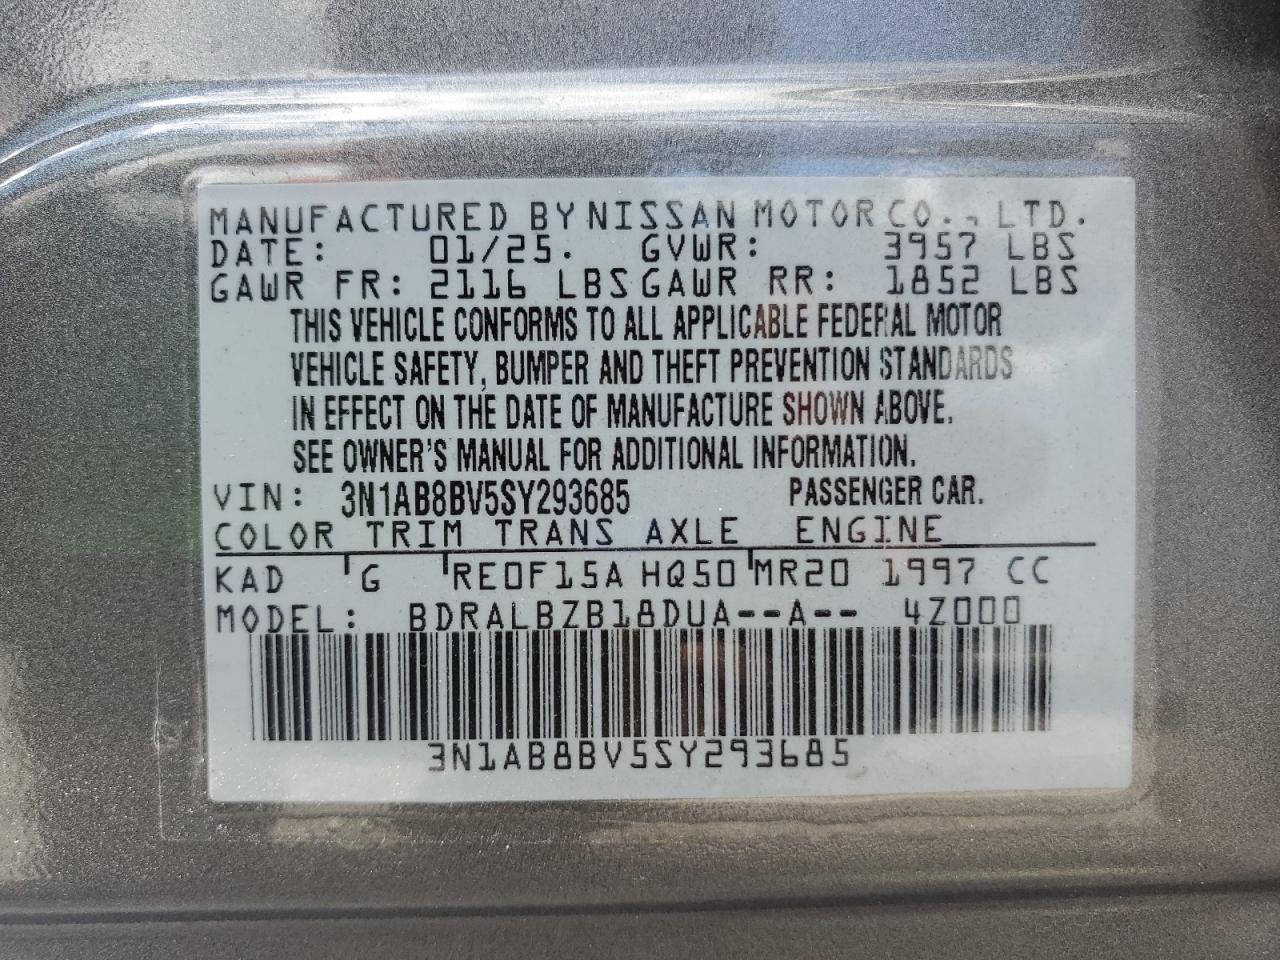 MANUFACTURED BY NISSAN MOTOR CO., LTD.
DATE: 01/25. GVWR: 3957 LBS
GAWR FR: 2116 LBS GAWR RR: 1852 LBS
THIS VEHICLE CONFORMS TO ALL APPLICABLE FEDERAL MOTOR
VEHICLE SAFETY, BUMPER AND THEFT PREVENTION STANDARDS
IN EFFECT ON THE DATE OF MANUFACTURE SHOWN ABOVE.
SEE OWNER'S MANUAL FOR ADDITIONAL INFORMATION.
VIN: 3N1AB8BV5SY293685 PASSENGER CAR.
COLOR TRIM TRANS AXLE ENGINE
KAD G RE0F15A HQ50 MR20 1997 CC
MODEL: BDRALBZB18DUA--A-- 4Z000
3N1AB8BV5SY293685